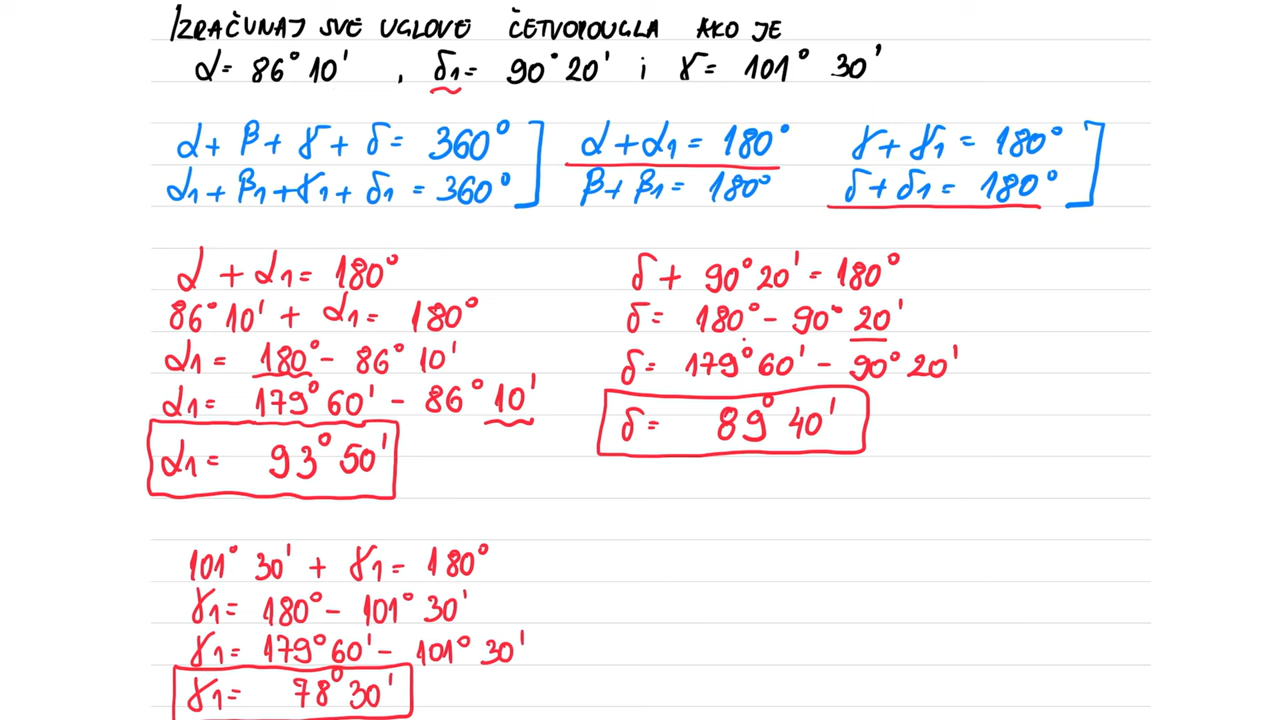 IZRAČUNAJ SVE UGLOVE ČETVOROUGLA AKO JE
α = 86° 10' , δ1 = 90° 20' i γ = 101° 30'
α + β + γ + δ = 360°
α1 + β1 + γ1 + δ1 = 360°
α + α1 = 180°
β + β1 = 180°
γ + γ1 = 180°
δ + δ1 = 180°
α + α1 = 180°
86° 10' + α1 = 180°
α1 = 180° - 86° 10'
α1 = 179° 60' - 86° 10'
α1 = 93° 50'
δ + 90° 20' = 180°
δ = 180° - 90° 20'
δ = 179° 60' - 90° 20'
δ = 89° 40'
101° 30' + γ1 = 180°
γ1 = 180° - 101° 30'
γ1 = 179° 60' - 101° 30'
γ1 = 78° 30'